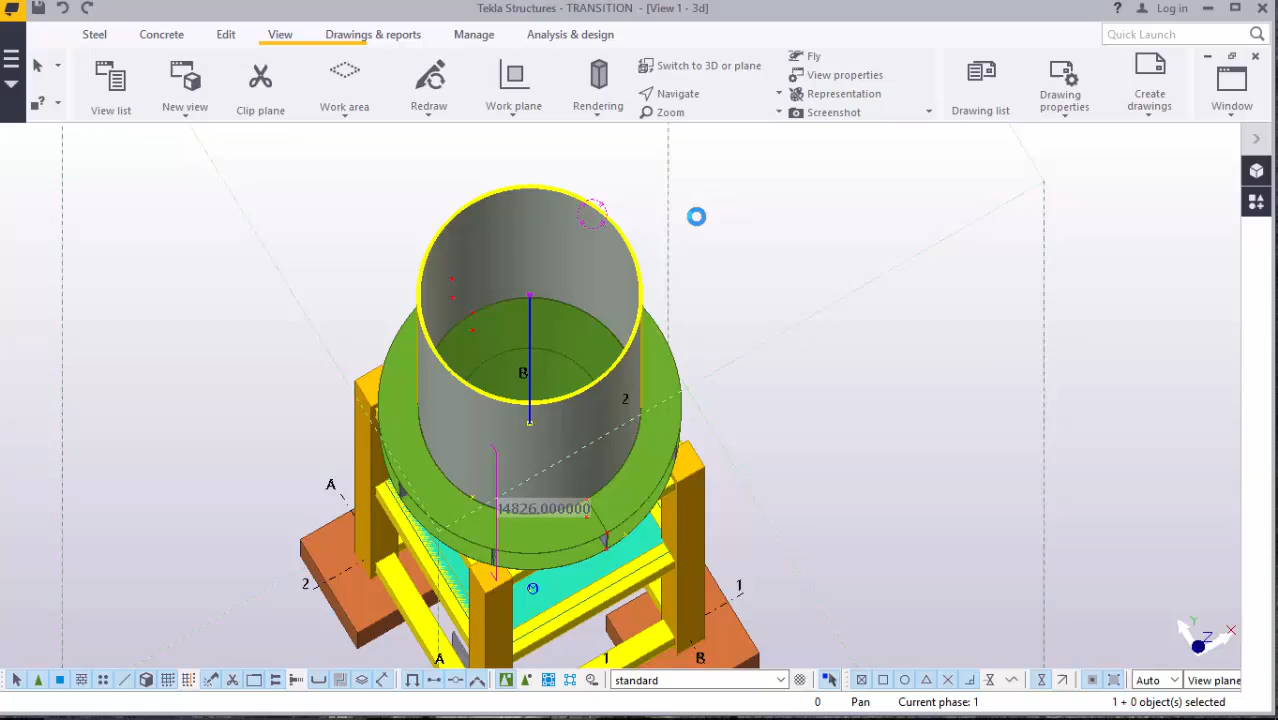 Tekla Structures - TRANSITION - [View 1 - 3d]
? Log in
Steel Concrete Edit View Drawings & reports Manage Analysis & design
Quick Launch
View list
New view
Clip plane
Work area
Redraw
Work plane
Rendering
Switch to 3D or plane
Navigate
Zoom
Fly
View properties
Representation
Screenshot
Drawing list
Drawing properties
Create drawings
Window
B
2
A
14826.000000
2
1
A
1
B
Y
Z
X
standard
Auto
View plane
0
Pan
Current phase: 1
1 + 0 object(s) selected